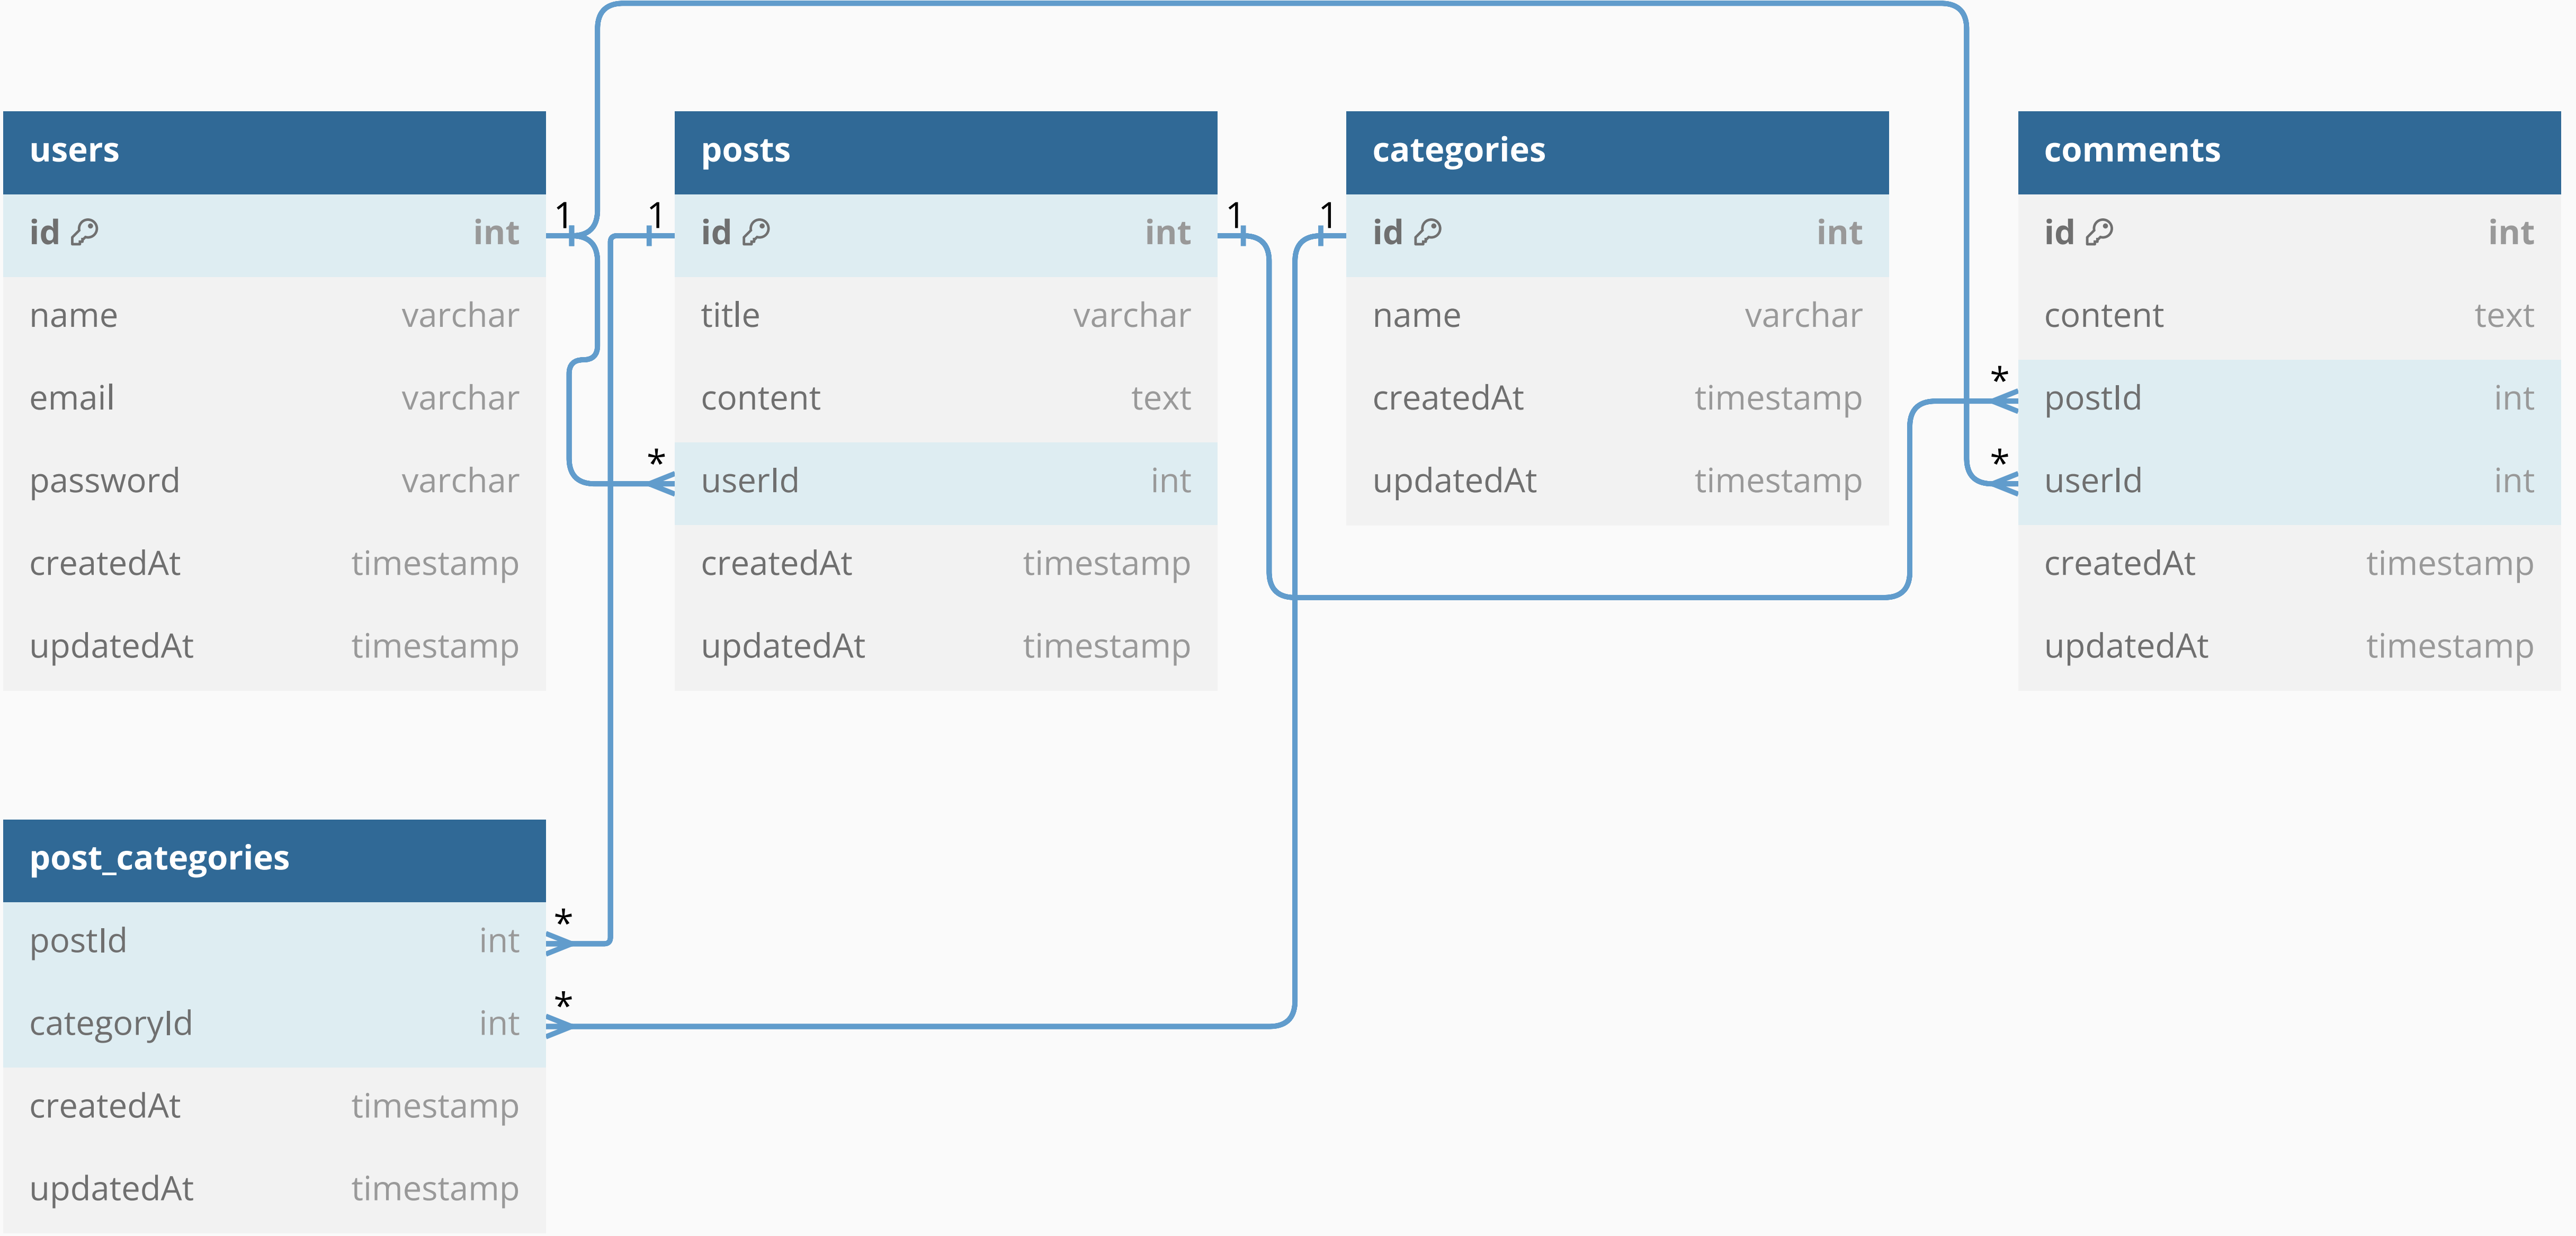 users
id int
name varchar
email varchar
password varchar
createdAt timestamp
updatedAt timestamp
1
1
*
posts
id int
title varchar
content text
userId int
createdAt timestamp
updatedAt timestamp
1
1
categories
id int
name varchar
createdAt timestamp
updatedAt timestamp
*
*
comments
id int
content text
postId int
userId int
createdAt timestamp
updatedAt timestamp
post_categories
postId int
categoryId int
createdAt timestamp
updatedAt timestamp
*
*